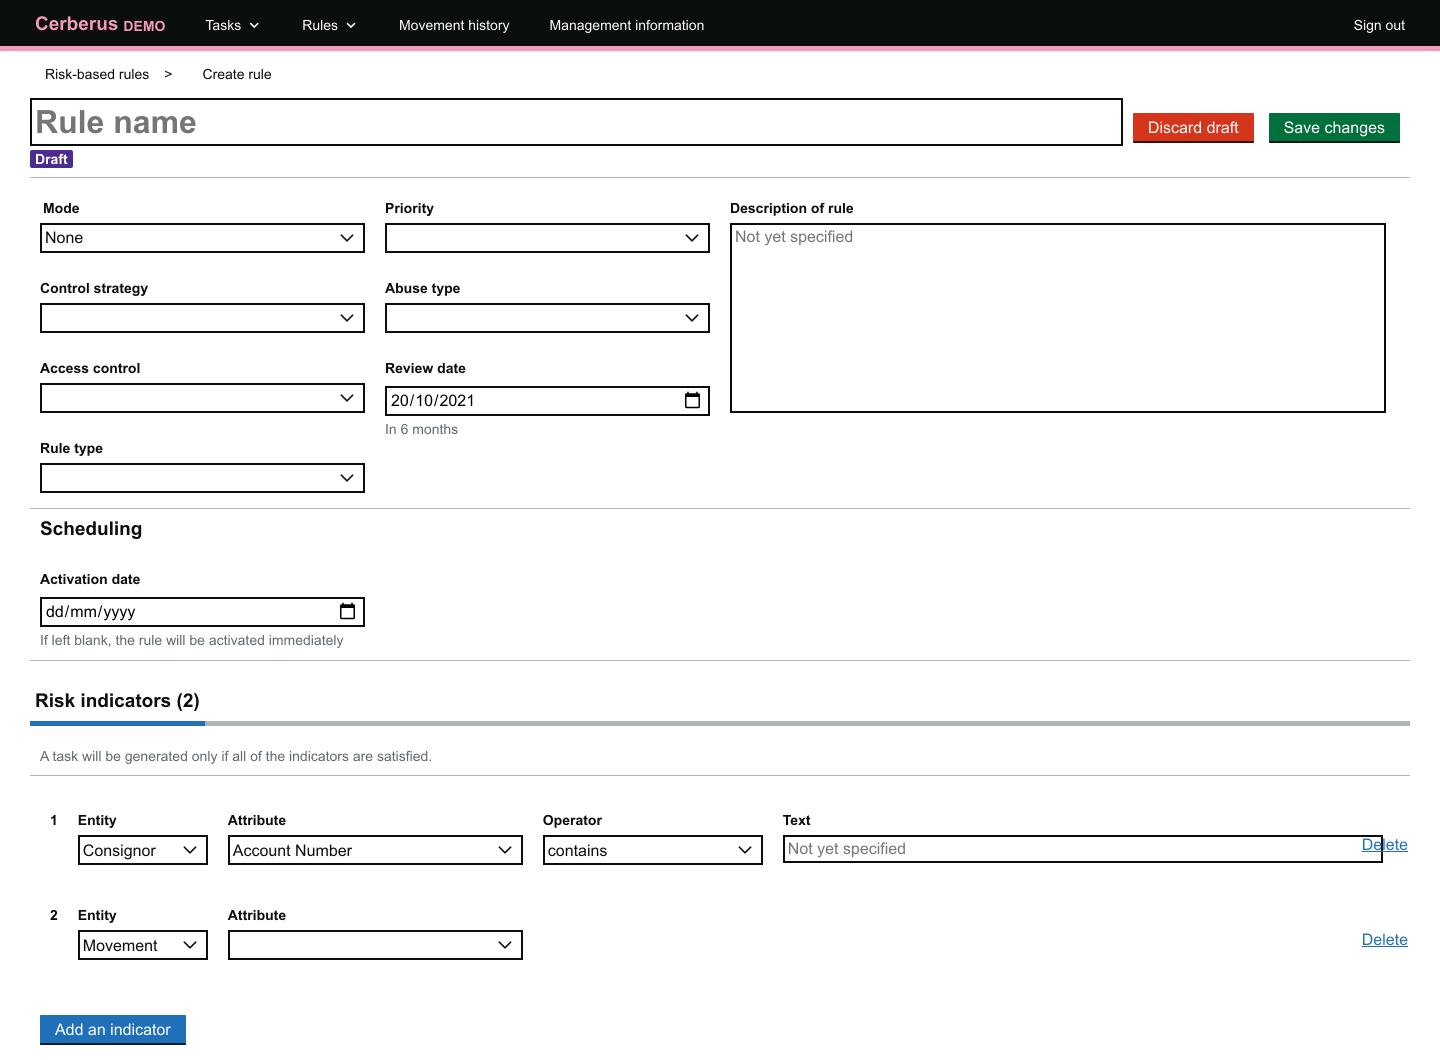 Cerberus DEMO Tasks Rules Movement history Management information Sign out
Risk-based rules > Create rule
Rule name
Discard draft Save changes
Draft
Mode Priority Description of rule
None Not yet specified
Control strategy Abuse type
Access control Review date
20/10/2021
In 6 months
Rule type
Scheduling
Activation date
dd/mm/yyyy
If left blank, the rule will be activated immediately
Risk indicators (2)
A task will be generated only if all of the indicators are satisfied.
1 Entity Attribute Operator Text
Consignor Account Number contains Not yet specified Delete
2 Entity Attribute
Movement Delete
Add an indicator